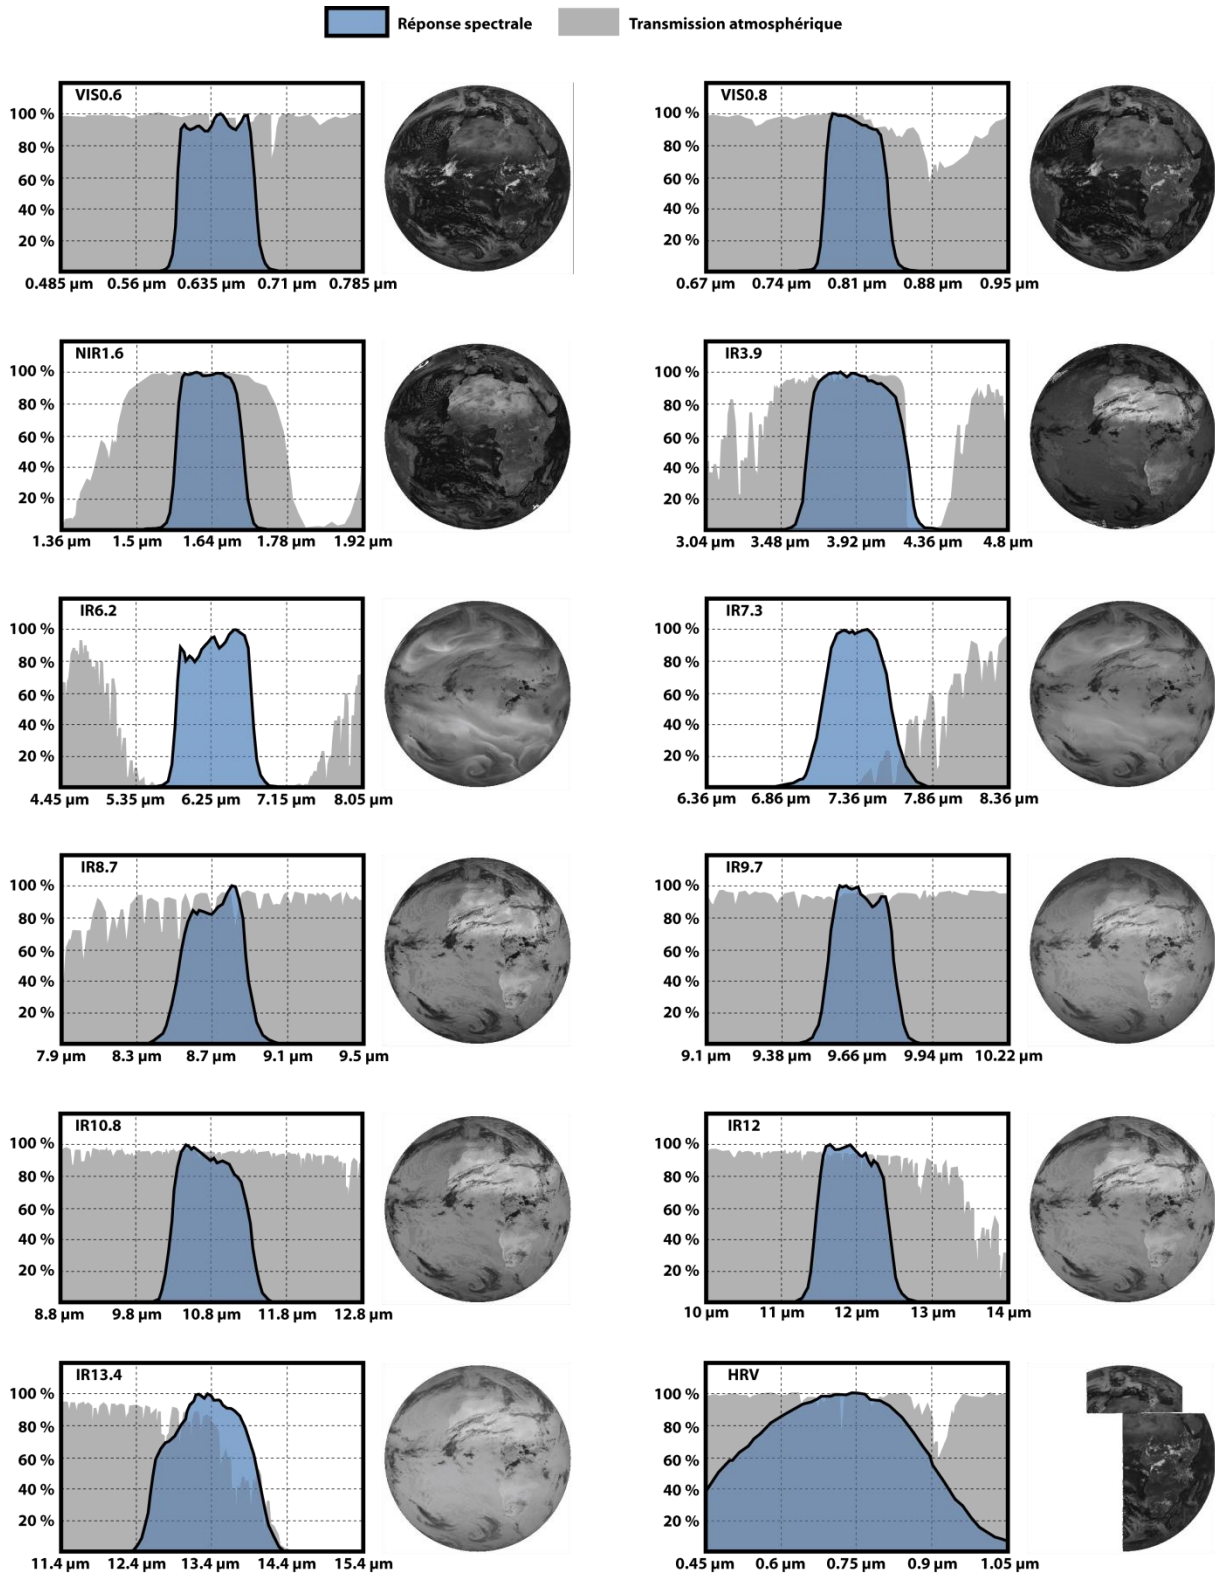 Réponse spectrale Transmission atmosphérique
VIS0.6
100 %
80 %
60 %
40 %
20 %
0.485 µm 0.56 µm 0.635 µm 0.71 µm 0.785 µm
VIS0.8
100 %
80 %
60 %
40 %
20 %
0.67 µm 0.74 µm 0.81 µm 0.88 µm 0.95 µm
NIR1.6
100 %
80 %
60 %
40 %
20 %
1.36 µm 1.5 µm 1.64 µm 1.78 µm 1.92 µm
IR3.9
100 %
80 %
60 %
40 %
20 %
3.04 µm 3.48 µm 3.92 µm 4.36 µm 4.8 µm
IR6.2
100 %
80 %
60 %
40 %
20 %
4.45 µm 5.35 µm 6.25 µm 7.15 µm 8.05 µm
IR7.3
100 %
80 %
60 %
40 %
20 %
6.36 µm 6.86 µm 7.36 µm 7.86 µm 8.36 µm
IR8.7
100 %
80 %
60 %
40 %
20 %
7.9 µm 8.3 µm 8.7 µm 9.1 µm 9.5 µm
IR9.7
100 %
80 %
60 %
40 %
20 %
9.1 µm 9.38 µm 9.66 µm 9.94 µm 10.22 µm
IR10.8
100 %
80 %
60 %
40 %
20 %
8.8 µm 9.8 µm 10.8 µm 11.8 µm 12.8 µm
IR12
100 %
80 %
60 %
40 %
20 %
10 µm 11 µm 12 µm 13 µm 14 µm
IR13.4
100 %
80 %
60 %
40 %
20 %
11.4 µm 12.4 µm 13.4 µm 14.4 µm 15.4 µm
HRV
100 %
80 %
60 %
40 %
20 %
0.45 µm 0.6 µm 0.75 µm 0.9 µm 1.05 µm